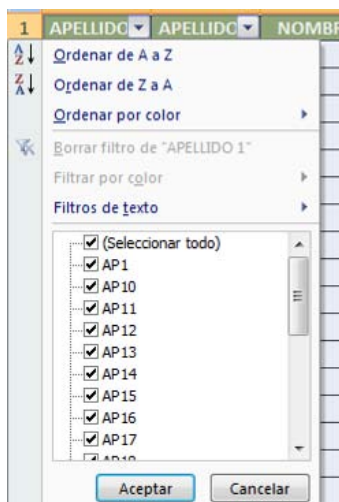 1 APELLIDO APELLIDO NOMBR
Ordenar de A a Z
Ordenar de Z a A
Ordenar por color
Borrar filtro de "APELLIDO 1"
Filtrar por color
Filtros de texto
(Seleccionar todo)
AP1
AP10
AP11
AP12
AP13
AP14
AP15
AP16
AP17
Aceptar Cancelar